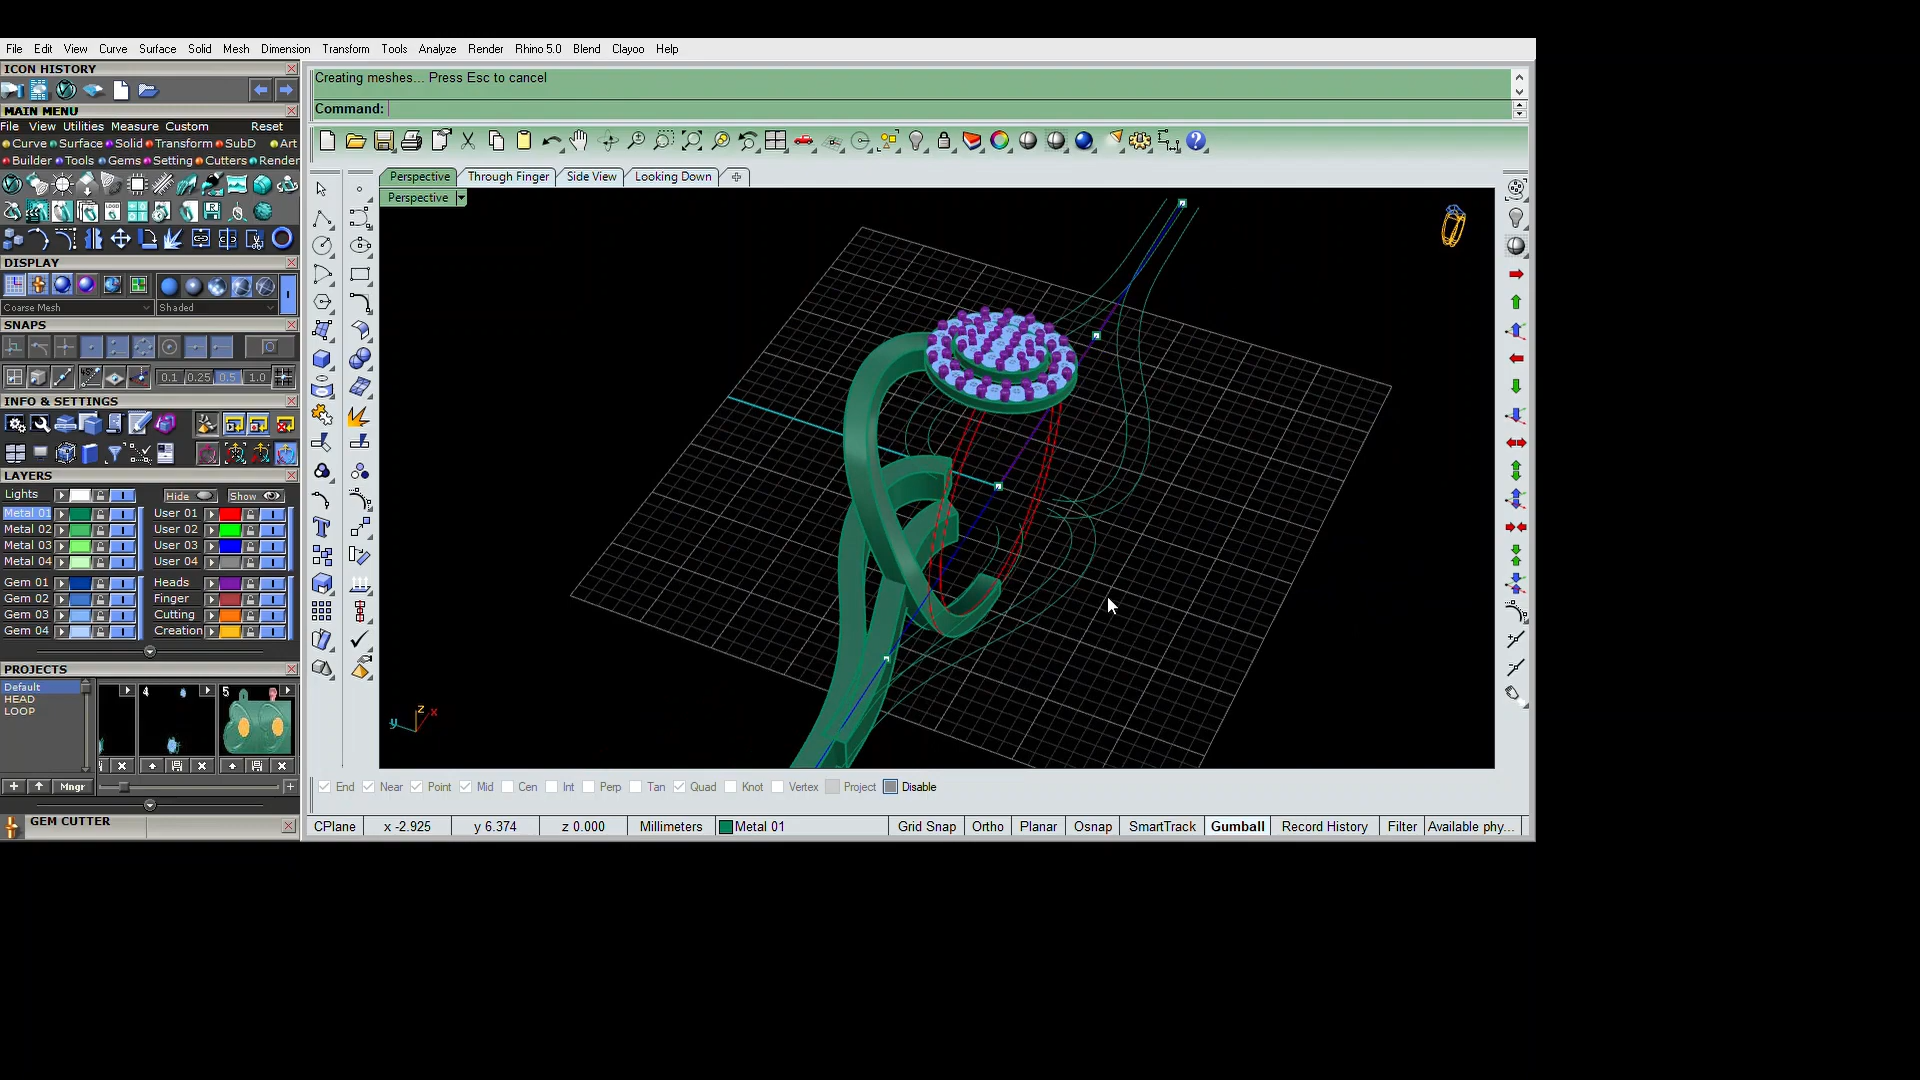 File Edit View Curve Surface Solid Mesh Dimension Transform Tools Analyze Render Rhino 5.0 Blend Clayoo Help
ICON HISTORY
Creating meshes... Press Esc to cancel
Command:
MAIN MENU
File View Utilities Measure Custom Reset
Curve Surface Solid Transform SubD Art
Builder Tools Gems Setting Cutters Render
Perspective Through Finger Side View Looking Down
Perspective
DISPLAY
Coarse Mesh Shaded
SNAPS
0.1 0.25 0.5 1.0
INFO & SETTINGS
LAYERS
Lights Hide Show
Metal 01 User 01
Metal 02 User 02
Metal 03 User 03
Metal 04 User 04
Gem 01 Heads
Gem 02 Finger
Gem 03 Cutting
Gem 04 Creation
PROJECTS
Default
HEAD
LOOP
4 5
Mngr
z x y
End Near Point Mid Cen Int Perp Tan Quad Knot Vertex Project Disable
GEM CUTTER
CPlane x -2.925 y 6.374 z 0.000 Millimeters Metal 01 Grid Snap Ortho Planar Osnap SmartTrack Gumball Record History Filter Available phy...